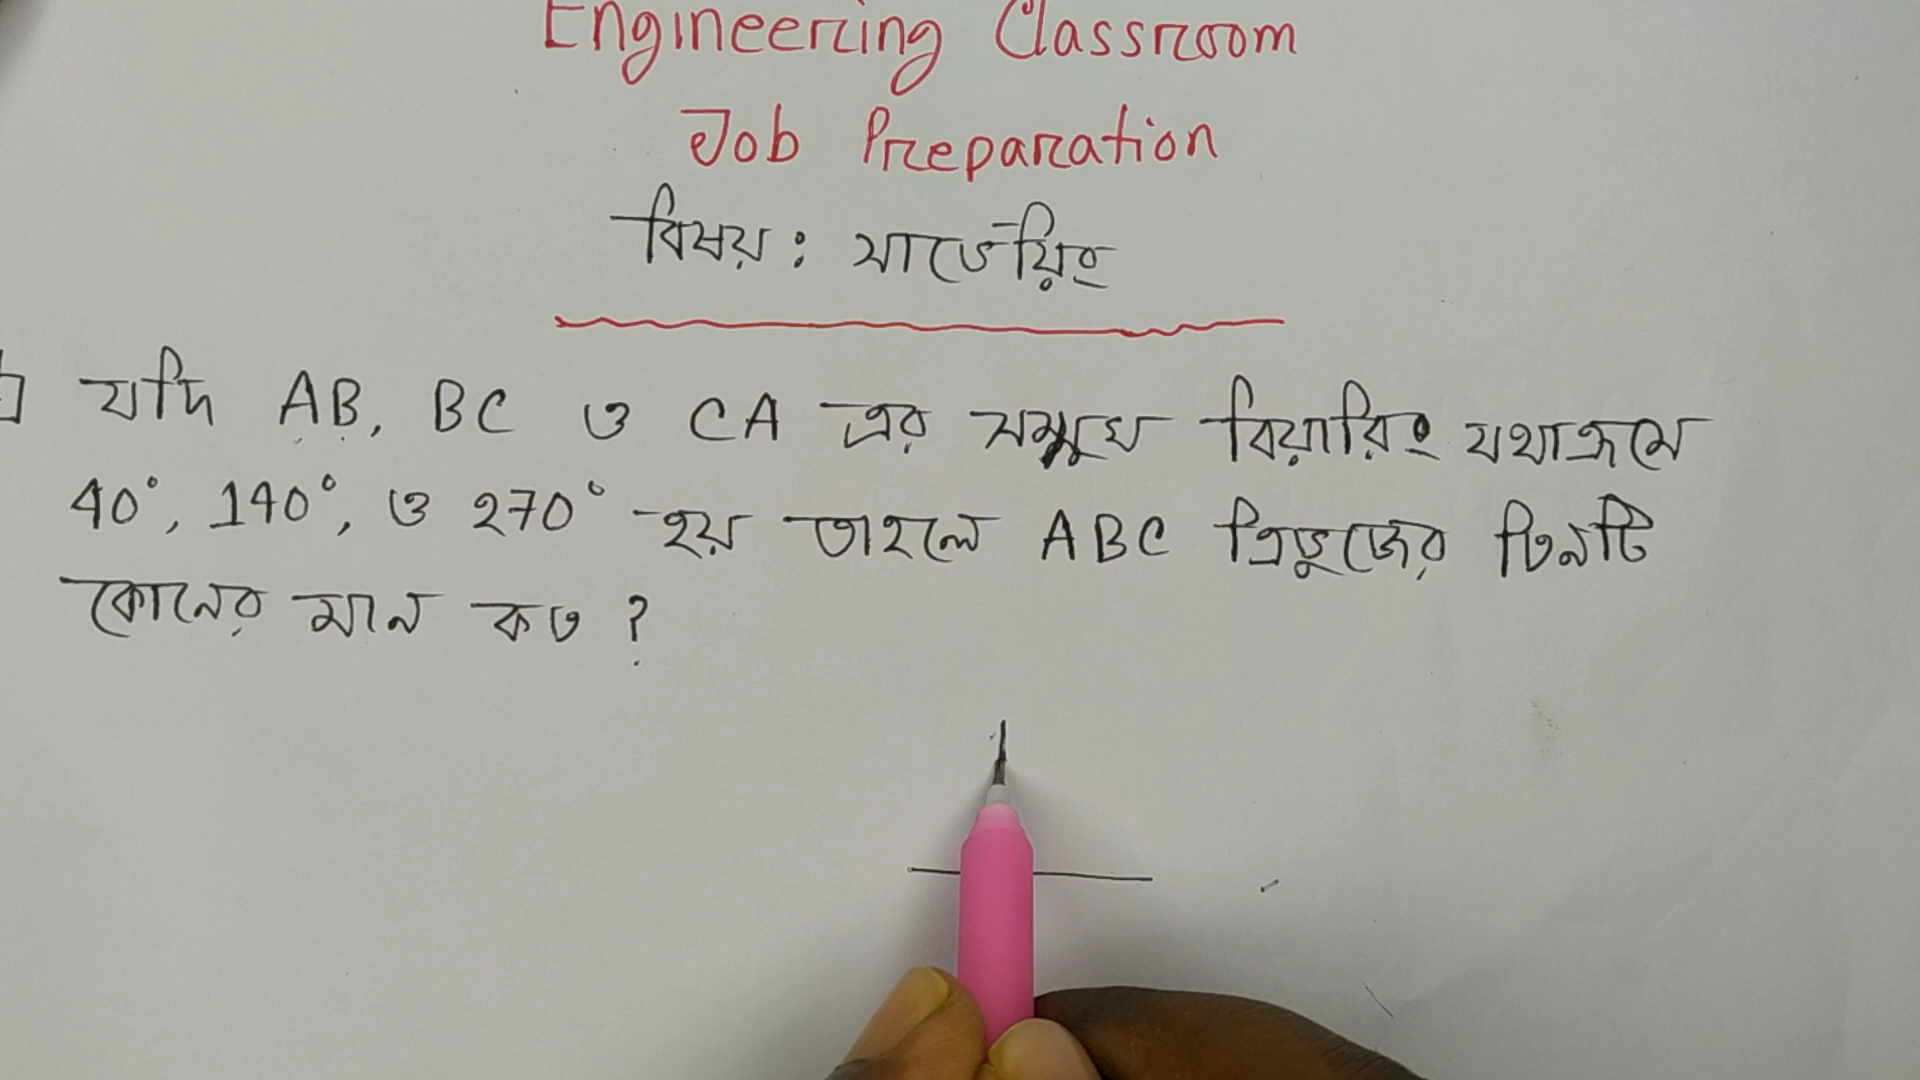 Engineering Classroom
Job Preparation
বিষয় : সার্ভেয়িং
যদি AB, BC ও CA এর সম্মুখ বিয়ারিং যথাক্রমে
40°, 140°, ও 270° হয় তাহলে ABC ত্রিভুজের তিনটি
কোনের মান কত ?